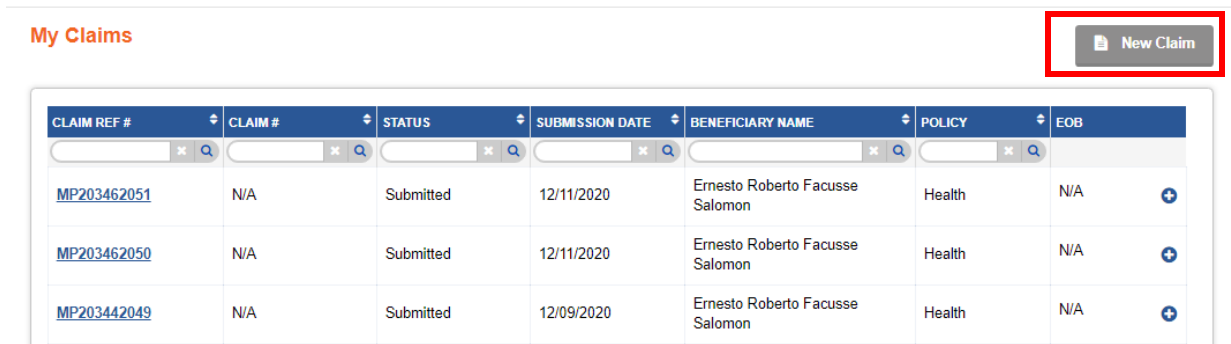 My Claims
New Claim
CLAIM REF # CLAIM# STATUS SUBMISSION DATE BENEFICIARY NAME POLICY EOB
MP203462051 N/A Submitted 12/11/2020 Ernesto Roberto Facusse Salomon Health N/A
MP203462050 N/A Submitted 12/11/2020 Ernesto Roberto Facusse Salomon Health N/A
MP203442049 N/A Submitted 12/09/2020 Ernesto Roberto Facusse Salomon Health N/A